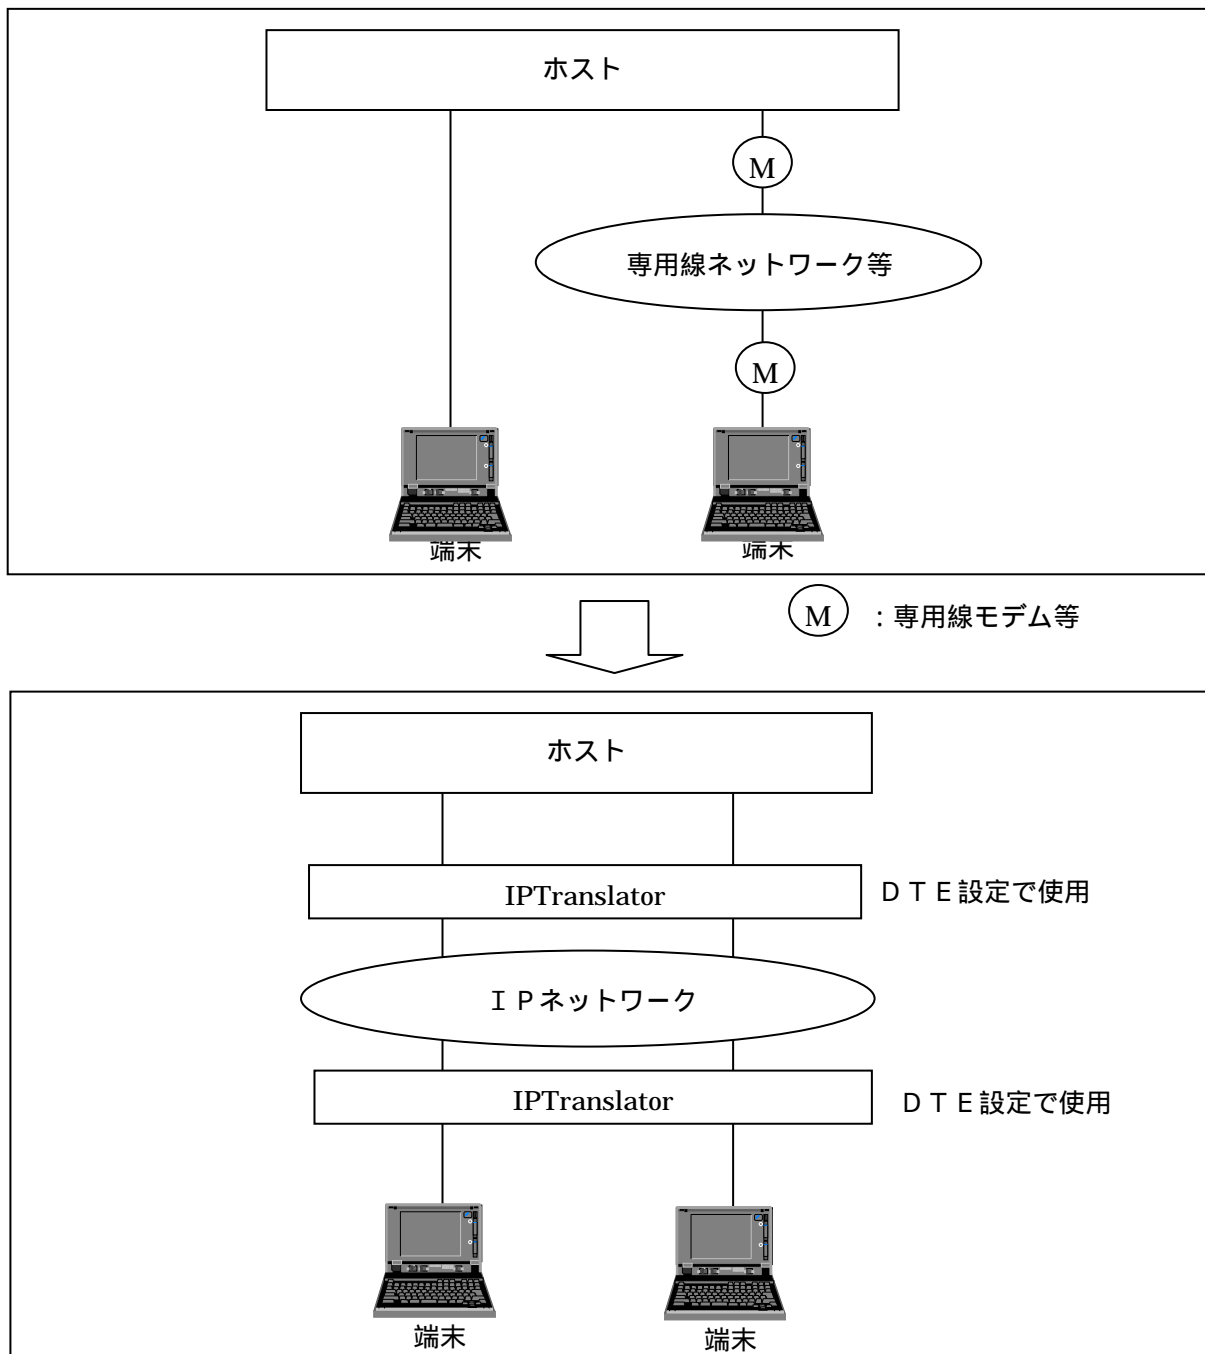 ホスト
M
専用線ネットワーク等
M
端末
端末
M :専用線モデム等
ホスト
IPTranslator
DTE設定で使用
IPネットワーク
IPTranslator
DTE設定で使用
端末
端末